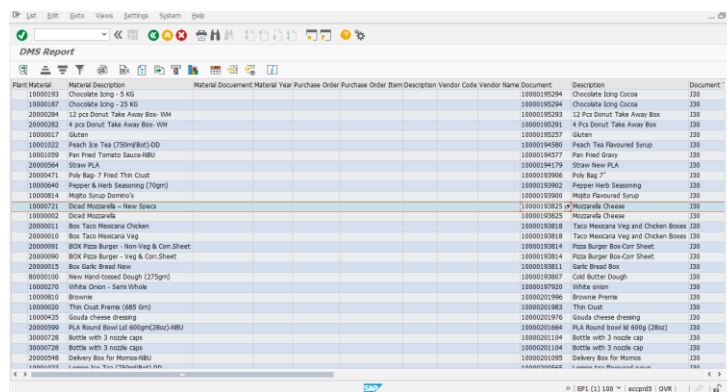 List Edit Goto Views Settings System Help
DMS Report
Plant Material Material Description Material Docuement Material Year Purchase Order Purchase Order Item Description Vendor Code Vendor Name Document Description Document T
10000193 Chocolate Icing - 5 KG 10000195294 Chocolate Icing Cocoa J30
10000187 Chocolate Icing - 25 KG 10000195294 Chocolate Icing Cocoa J30
20000284 12 pcs Donut Take Away Box- WH 10000195293 12 Pcs Donut Take Away Box J30
20000282 4 pcs Donut Take Away Box- WH 10000195291 4 Pcs Donut Take Away Box J30
10000017 Gluten 10000195257 Gluten J30
10001022 Peach Ice Tea (750ml/Bot)-DD 10000194580 Peach Tea Flavoured Syrup J30
10001059 Pan Fried Tomato Sauce-NBU 10000194577 Pan Fried Gravy J30
20000564 Straw PLA 10000194179 Straw New PLA J30
20000471 Poly Bag- 7 Fried Thin Crust 10000193906 Poly Bag 7" J30
10000640 Pepper & Herb Seasoning (70gm) 10000193902 Pepper Herb Seasoning J30
10000814 Mojito Syrup Domino's 10000193900 Mojito Flavoured Syrup J30
10000721 Diced Mozzarella – New Specs 10000193825 Mozzarella Cheese J30
10000002 Diced Mozzarella 10000193825 Mozzarella Cheese J30
20000011 Box Taco Mexicana Chicken 10000193818 Taco Mexicana Veg and Chicken Boxes J30
20000010 Box Taco Mexicana Veg 10000193818 Taco Mexicana Veg and Chicken Boxes J30
20000091 BOX Pizza Burger - Non-Veg & Corr.Sheet 10000193814 Pizza Burger Box-Corr Sheet J30
20000090 BOX Pizza Burger - Veg & Corr.Sheet 10000193814 Pizza Burger Box-Corr Sheet J30
20000015 Box Garlic Bread New 10000193811 Garlic Bread Box J30
80000100 New Hand-tossed Dough (275gm) 10000193807 Cold Butter Dough J30
10000270 White Onion - Semi Whole 10000197920 White onion J30
10000810 Brownie 10000201996 Brownie Premix J30
10000020 Thin Crust Premix (685 Gm) 10000201983 Thin Crust J30
10000435 Gouda cheese dressing 10000201976 Gouda cheese dressing J30
20000599 PLA Round Bowl Lid 600gm(28oz)-NBU 10000201664 PLA Round bowl lid 600g (28oz) J30
30000728 Bottle with 3 nozzle caps 10000201104 Bottle with 3 nozzle cap J30
30000728 Bottle with 3 nozzle caps 10000201104 Bottle with 3 nozzle cap J30
20000548 Delivery Box for Momos-NBU 10000201095 Delivery Box for Momos J30
10001023 Lemon Ice Tea (750ml/Bot)-DD 10000200565 Lemon tea flavoured syrup J30
SAP EP1 (1) 100 eccprd5 OVR